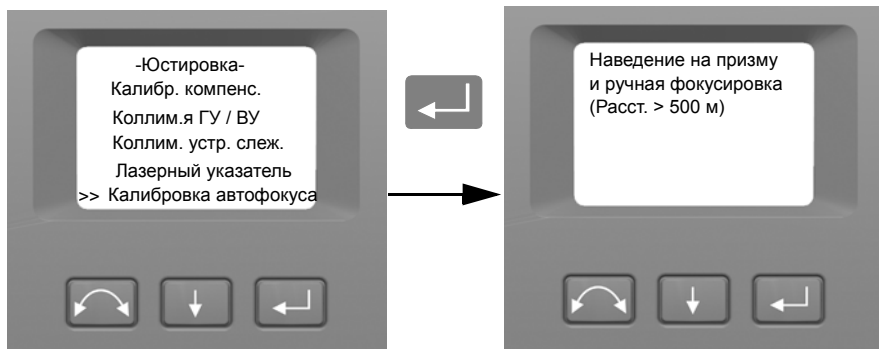 -Юстировка-
Калибр. компенс.
Коллим.я ГУ / ВУ
Коллим. устр. слеж.
Лазерный указатель
>> Калибровка автофокуса
Наведение на призму
и ручная фокусировка
(Расст. > 500 м)